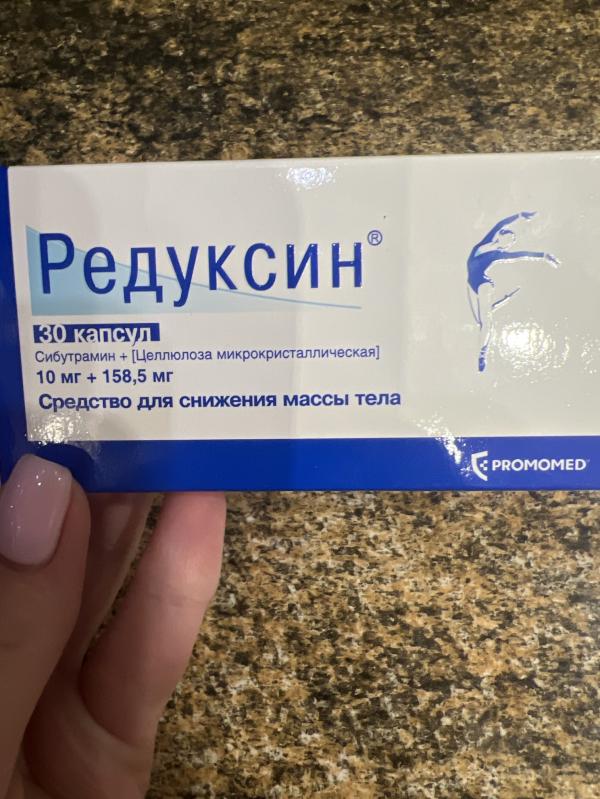 Редуксин®
30 капсул
Сибутрамин + [Целлюлоза микрокристаллическая]
10 мг + 158,5 мг
Средство для снижения массы тела
PROMOMED